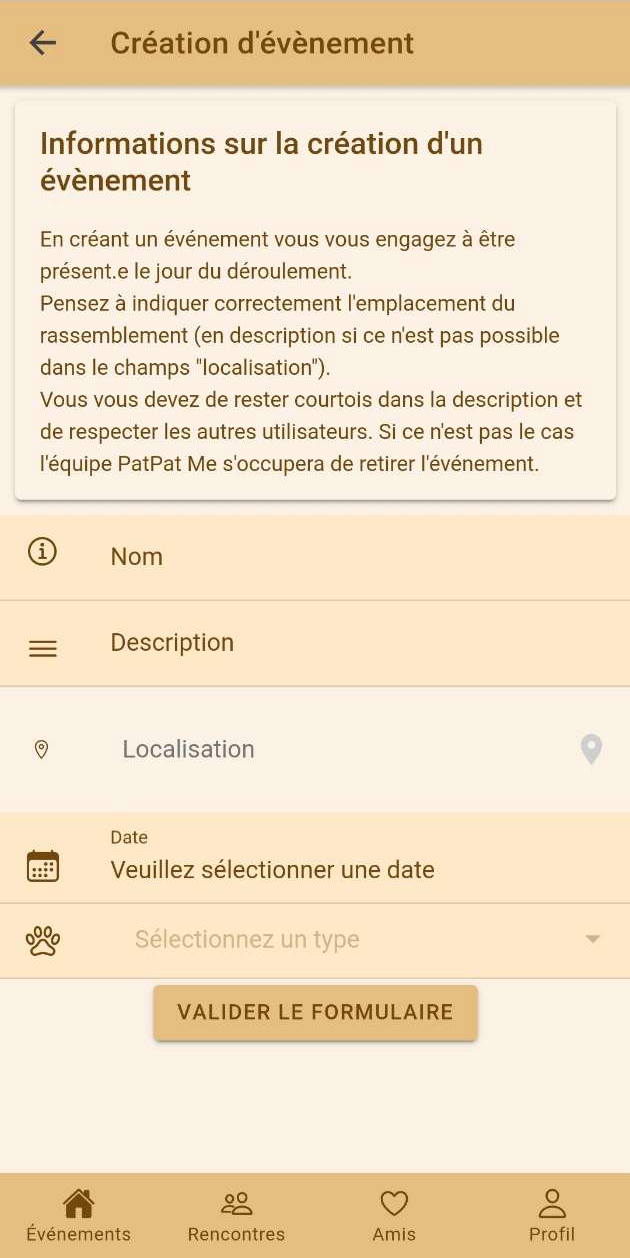 Création d'évènement
Informations sur la création d'un
évènement
En créant un événement vous vous engagez à être
présent.e le jour du déroulement.
Pensez à indiquer correctement l'emplacement du
rassemblement (en description si ce n'est pas possible
dans le champs "localisation").
Vous vous devez de rester courtois dans la description et
de respecter les autres utilisateurs. Si ce n'est pas le cas
l'équipe PatPat Me s'occupera de retirer l'événement.
Nom
Description
Localisation
Date
Veuillez sélectionner une date
Sélectionnez un type
VALIDER LE FORMULAIRE
Événements
Rencontres
Amis
Profil